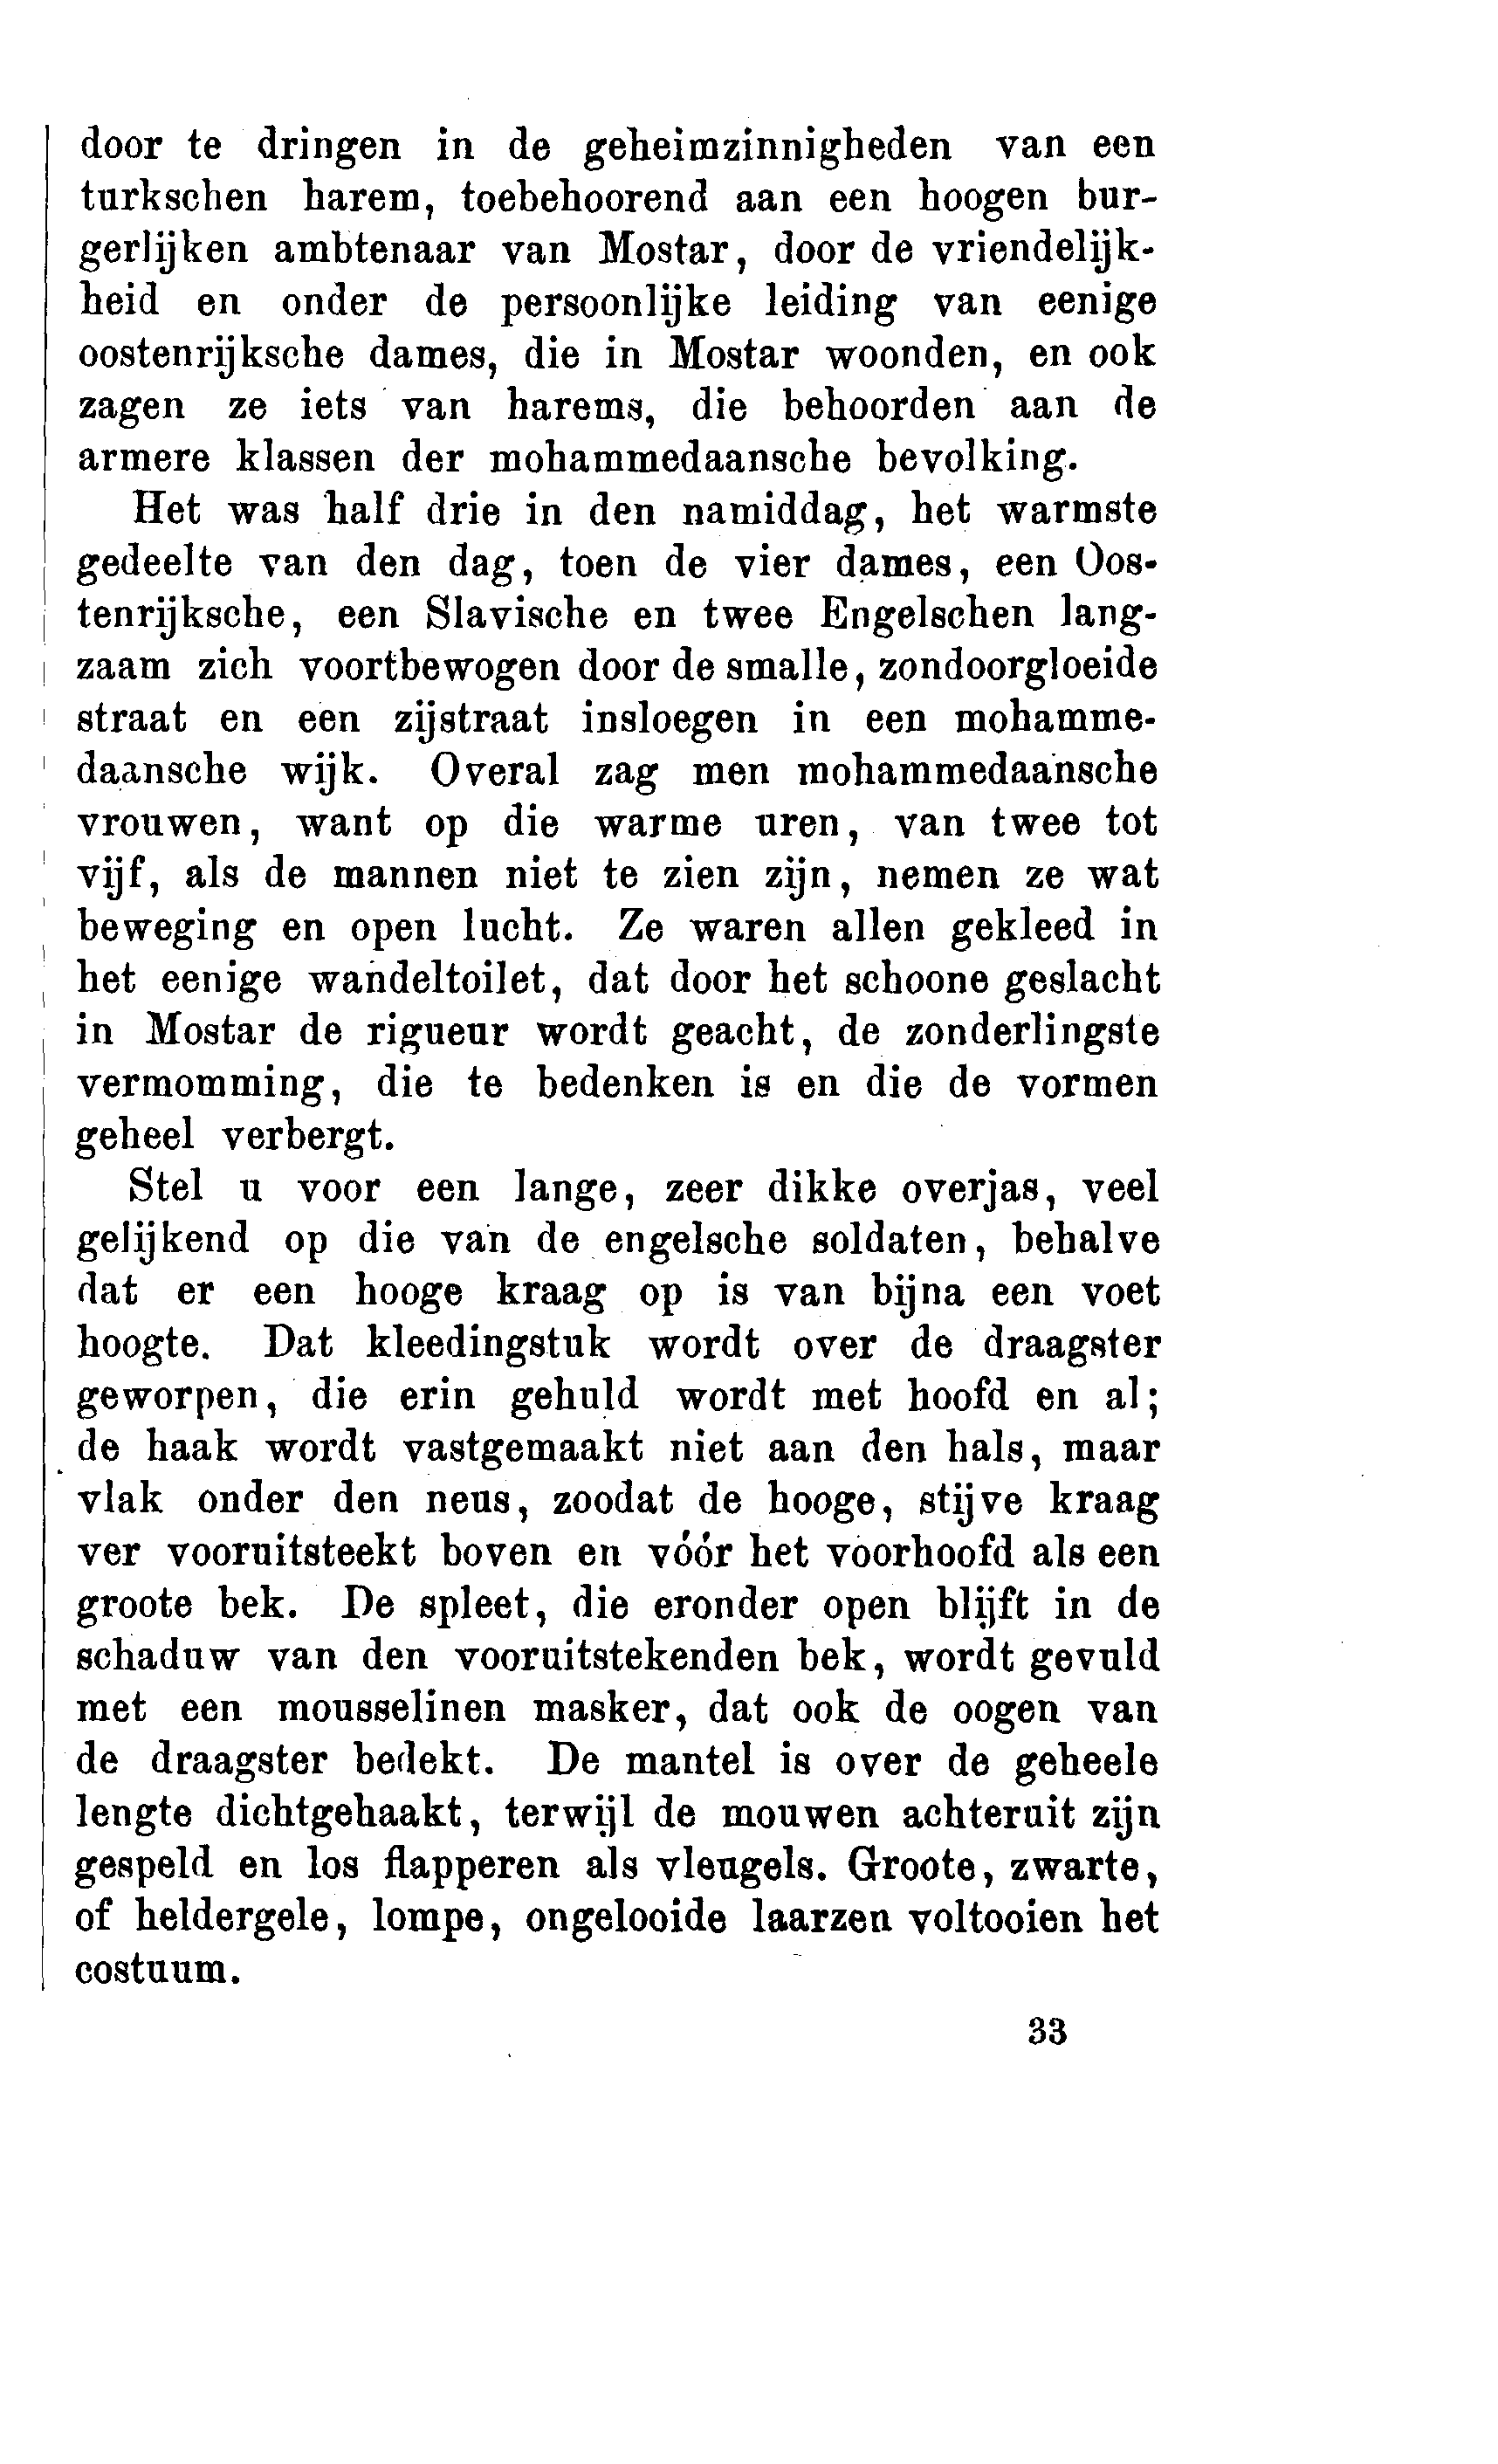 door te dringen in de geheimzinnigheden van een
turkschen harem, toebehoorend aan een hoogen bur-
gerlijken ambtenaar van Mostar, door de vriendelijk-
heid en onder de persoonlijke leiding van eenige
oostenrijksche dames, die in Mostar woonden, en ook
zagen ze iets van harems, die behoorden aan de
armere klassen der mohammedaansche bevolking.
Het was half drie in den namiddag, het warmste
gedeelte van den dag, toen de vier dames, een Oos-
tenrijksche, een Slavische en twee Engelschen lang-
zaam zich voortbewogen door de smalle, zondoorgloeide
straat en een zijstraat insloegen in een mohamme-
daansche wijk. Overal zag men mohammedaansche
vrouwen, want op die warme uren, van twee tot
vijf, als de mannen niet te zien zijn, nemen ze wat
beweging en open lucht. Ze waren allen gekleed in
het eenige wandeltoilet, dat door het schoone geslacht
in Mostar de rigueur wordt geacht, de zonderlingste
vermomming, die te bedenken is en die de vormen
geheel verbergt.
Stel u voor een lange, zeer dikke overjas, veel
gelijkend op die van de engelsche soldaten, behalve
dat er een hooge kraag op is van bijna een voet
hoogte. Dat kleedingstuk wordt over de draagster
geworpen, die erin gehuld wordt met hoofd en al;
de haak wordt vastgemaakt niet aan den hals, maar
vlak onder den neus, zoodat de hooge, stijve kraag
ver vooruitsteekt boven en vóór het voorhoofd als een
groote bek. De spleet, die eronder open blijft in de
schaduw van den vooruitstekenden bek, wordt gevuld
met een mousselinen masker, dat ook de oogen van
de draagster bedekt. De mantel is over de geheele
lengte dichtgehaakt, terwijl de mouwen achteruit zijn
gespeld en los flapperen als vleugels. Groote, zwarte,
of heldergele, lompe, ongelooide laarzen voltooien het
costuum.
33